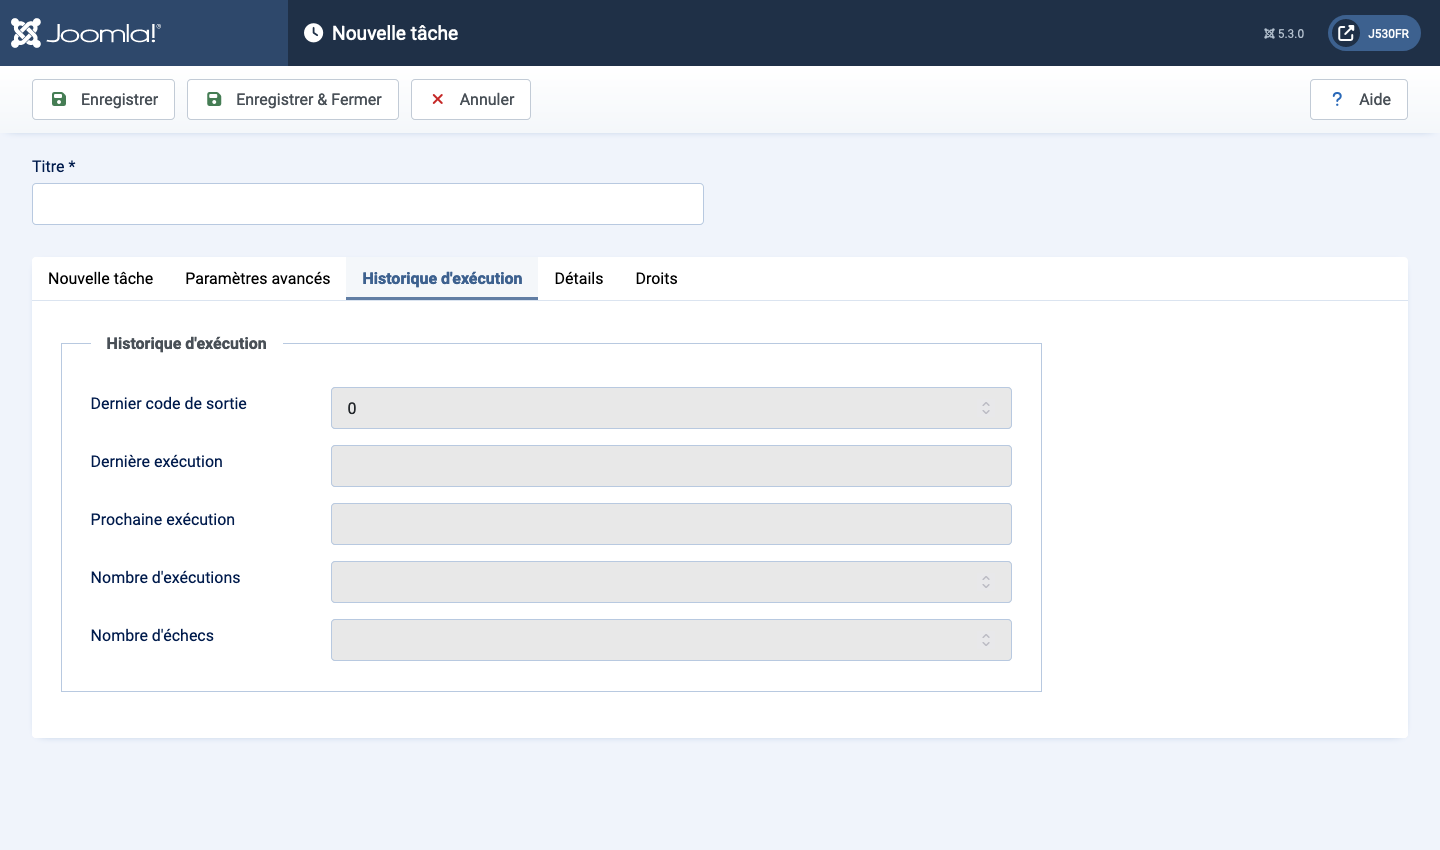 Joomla!®
Nouvelle tâche
5.3.0
J530FR
Enregistrer
Enregistrer & Fermer
Annuler
? Aide
Titre *
Nouvelle tâche
Paramètres avancés
Historique d'exécution
Détails
Droits
Historique d'exécution
Dernier code de sortie
0
Dernière exécution
Prochaine exécution
Nombre d'exécutions
Nombre d'échecs